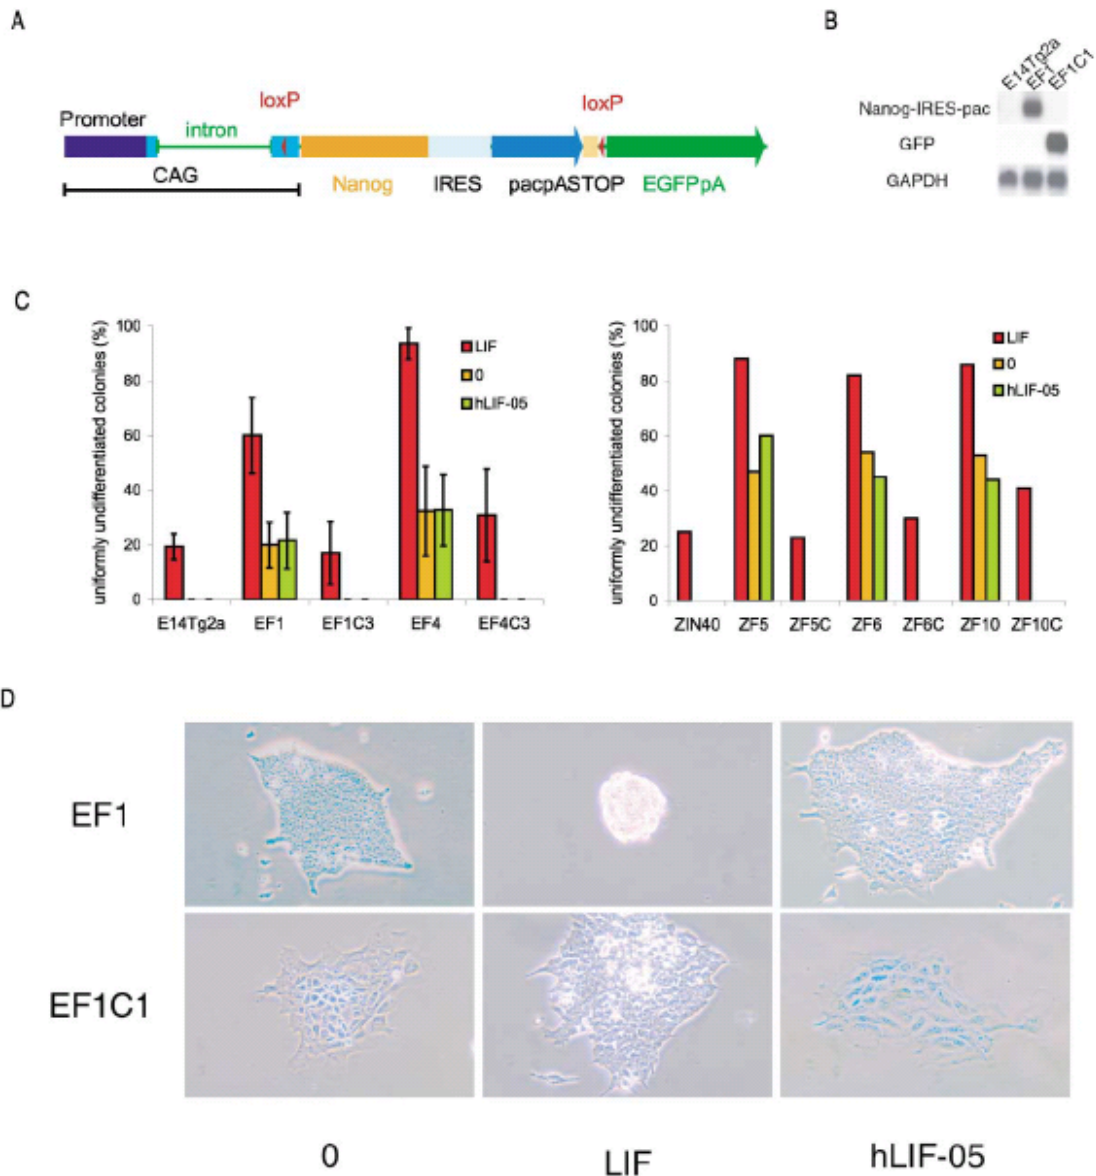 A
Promoter
intron
loxP
loxP
CAG
Nanog
IRES
pacpASTOP
EGFPpA
B
E14Tg2a
EF1
EF1C1
Nanog-IRES-pac
GFP
GAPDH
C
uniformly undifferentiated colonies (%)
100
80
60
40
20
0
LIF
0
hLIF-05
E14Tg2a
EF1
EF1C3
EF4
EF4C3
uniformly undifferentiated colonies (%)
100
80
60
40
20
0
LIF
0
hLIF-05
ZIN40
ZF5
ZF5C
ZF6
ZF6C
ZF10
ZF10C
D
EF1
EF1C1
0
LIF
hLIF-05